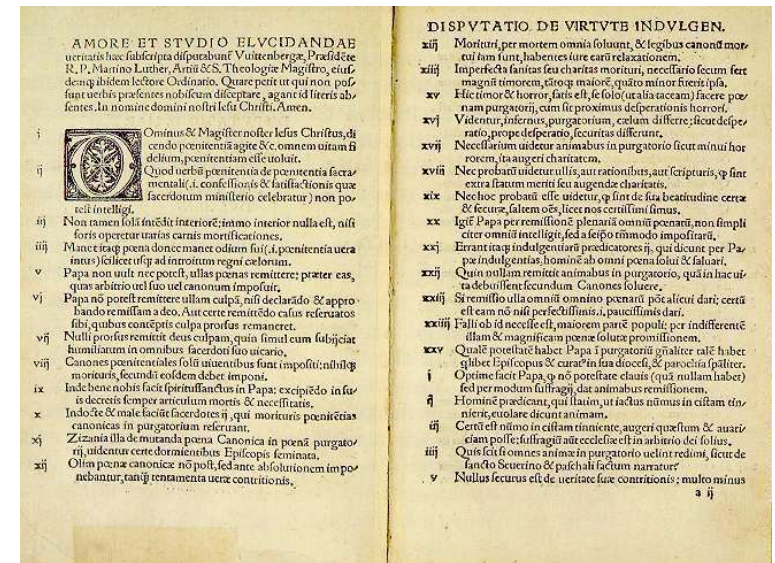 AMORE ET STVDIO ELVCIDANDAE
ueritatis hæc subscripta disputabunť Vuittenbergæ, Præsidēte
R. P. Martino Luther, Artiū & S. Theologiæ Magistro, eius-
demq; ibidem lectore Ordinario. Quare petit ut qui non pos-
sunt uerbis præsentes nobiscum disceptare, agant id literis ab-
sentes. In nomine domini nostri Iesu Christi. Amen.
i Ominus & Magister noster Iesus Christus, di
cendo pœnitentiā agite &c. omnem uitam fi
delium, pœnitentiam esse uoluit.
ij Quod uerbū pœnitentia de pœnitentia sacra-
mentali (.i. confessionis & satisfactionis quæ
sacerdotum ministerio celebratur) non po-
test intelligi.
iij Non tamen solā intēdit interiorē; immo interior nulla est, nisi
foris operetur uarias carnis mortificationes.
iiij Manet itaq; pœna donec manet odium sui (.i. pœnitentia uera
intus) scilicet usq; ad introitum regni cælorum.
v Papa non uult nec potest, ullas pœnas remittere; præter eas,
quas arbitrio uel suo uel canonum imposuit.
vj Papa nō potest remittere ullam culpā, nisi declarādo & appro
bando remissam a deo. Aut certe remittēdo casus reseruatos
sibi, quibus contēptis culpa prorsus remaneret.
vij Nulli prorsus remittit deus culpam, quin simul eum subijciat
humiliatum in omnibus sacerdoti suo uicario.
viij Canones pœnitentiales solū uiuentibus sunt impositi; nihilq;
morituris, secundū eosdem debet imponi.
ix Inde bene nobis facit spiritussanctus in Papa; excipiēdo in su-
is decretis semper articulum mortis & necessitatis.
x Indocte & male faciūt sacerdotes ij, qui morituris pœnitētias
canonicas in purgatorium reseruant.
xj Zizania illa de mutanda pœna Canonica in pœnā purgato-
rij, uidentur certe dormientibus Episcopis seminata.
xij Olim pœnæ canonicæ nō post, sed ante absolutionem impo-
nebantur, tanq̄ tentamenta ueræ contritionis.
DISPVTATIO DE VIRTVTE INDVLGEN.
xiij Morituri, per mortem omnia soluunt, & legibus canonū mor-
tui iam sunt, habentes iure earū relaxationem.
xiiij Imperfecta sanitas seu charitas morituri, necessario secum fert
magnū timorem, tātoq; maiorē, quāto minor fuerit ipsa.
xv Hic timor & horror, satis est, se solo (ut alia taceam) facere pœ-
nam purgatorij, cum sit proximus desperationis horrori.
xvj Videntur, infernus, purgatorium, cælum differre; sicut despe-
ratio, prope desperatio, securitas differunt.
xvij Necessarium uidetur animabus in purgatorio sicut minui hor
rorem, ita augeri charitatem.
xviij Nec probatū uidetur ullis, aut rationibus, aut scripturis, q̄ sint
extra statum meriti seu augendæ charitatis.
xix Nec hoc probatū esse uidetur, q̄ sint de sua beatitudine certæ
& securæ, saltem oēs, licet nos certissimi simus.
xx Igiť Papa per remissionē plenariā omniū pœnarū, non simpli
citer omniū intelligit, sed a seipō tm̄modo impositarū.
xxj Errant itaq; indulgentiarū prædicatores ij, qui dicunt per Pa-
pæ indulgentias, hominē ab omni pœna solui & saluari.
xxij Quin nullam remittit animabus in purgatorio, quā in hac ui-
ta debuissent secundum Canones soluere.
xxiij Si remissio ulla omniū omnino pœnarū pōt alicui dari; certū
est eam nō nisi perfectissimis .i. paucissimis dari.
xxiiij Falli ob id necesse est, maiorem partē populi; per indifferentē
illam & magnificam pœnæ solutæ promissionem.
xxv Qualē potestatē habet Papa ī purgatoriū gn̄aliter talē habet
q̄libet Episcopus & curat⁹ in sua diocesi, & parochia sp̄aliter.
i Optime facit Papa, q̄ nō potestate clauis (quā nullam habet)
sed per modum suffragij, dat animabus remissionem.
ij Hominē prædicant, qui statim, ut iactus nūmus in cistam tin-
nierit, euolare dicunt animam.
iij Certū est nūmo in cistam tinniente, augeri quæstum & auari-
ciam posse; suffragiū aūt ecclesiæ est in arbitrio dei solius.
iiij Quis scit si omnes animæ in purgatorio uelint redimi, sicut de
sancto Seuerino & paschali factum narratur.
v Nullus securus est de ueritate suæ contritionis; multo minus
a ij